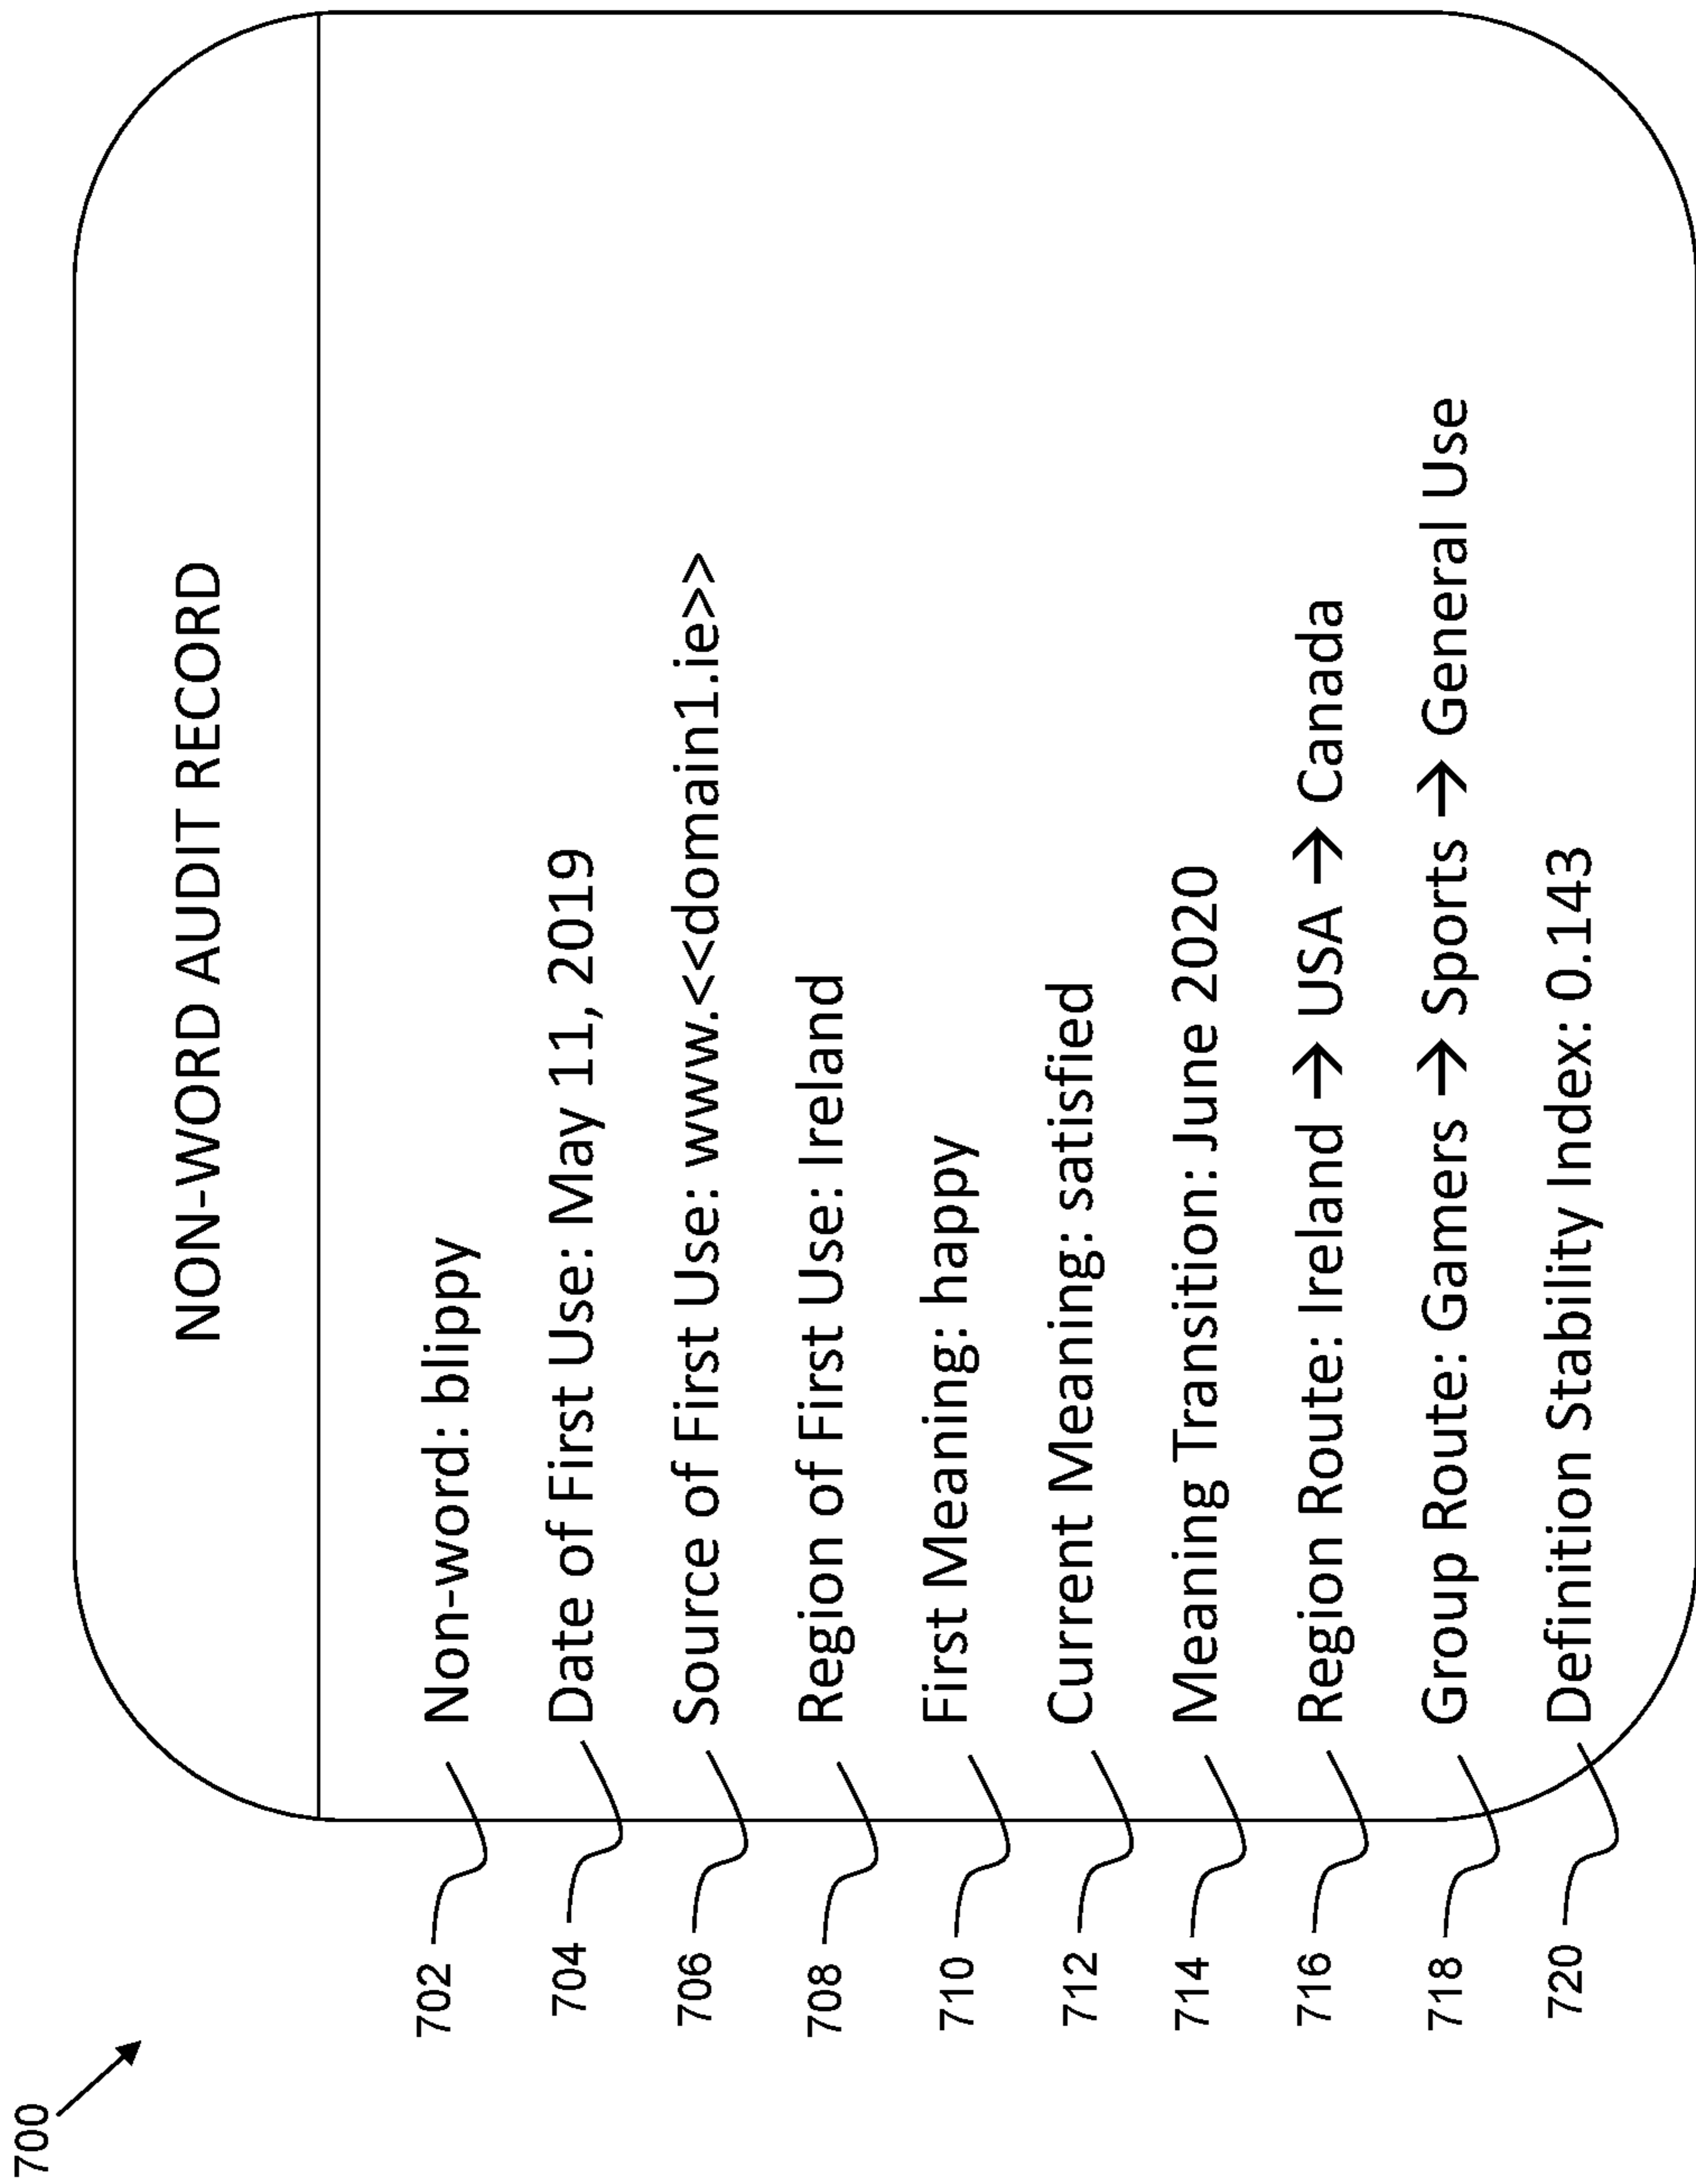 700
NON-WORD AUDIT RECORD
702 Non-word: blippy
704 Date of First Use: May 11, 2019
706 Source of First Use: www.<<domain1.ie>>
708 Region of First Use: Ireland
710 First Meaning: happy
712 Current Meaning: satisfied
714 Meaning Transition: June 2020
716 Region Route: Ireland → USA → Canada
718 Group Route: Gamers → Sports → General Use
720 Definition Stability Index: 0.143